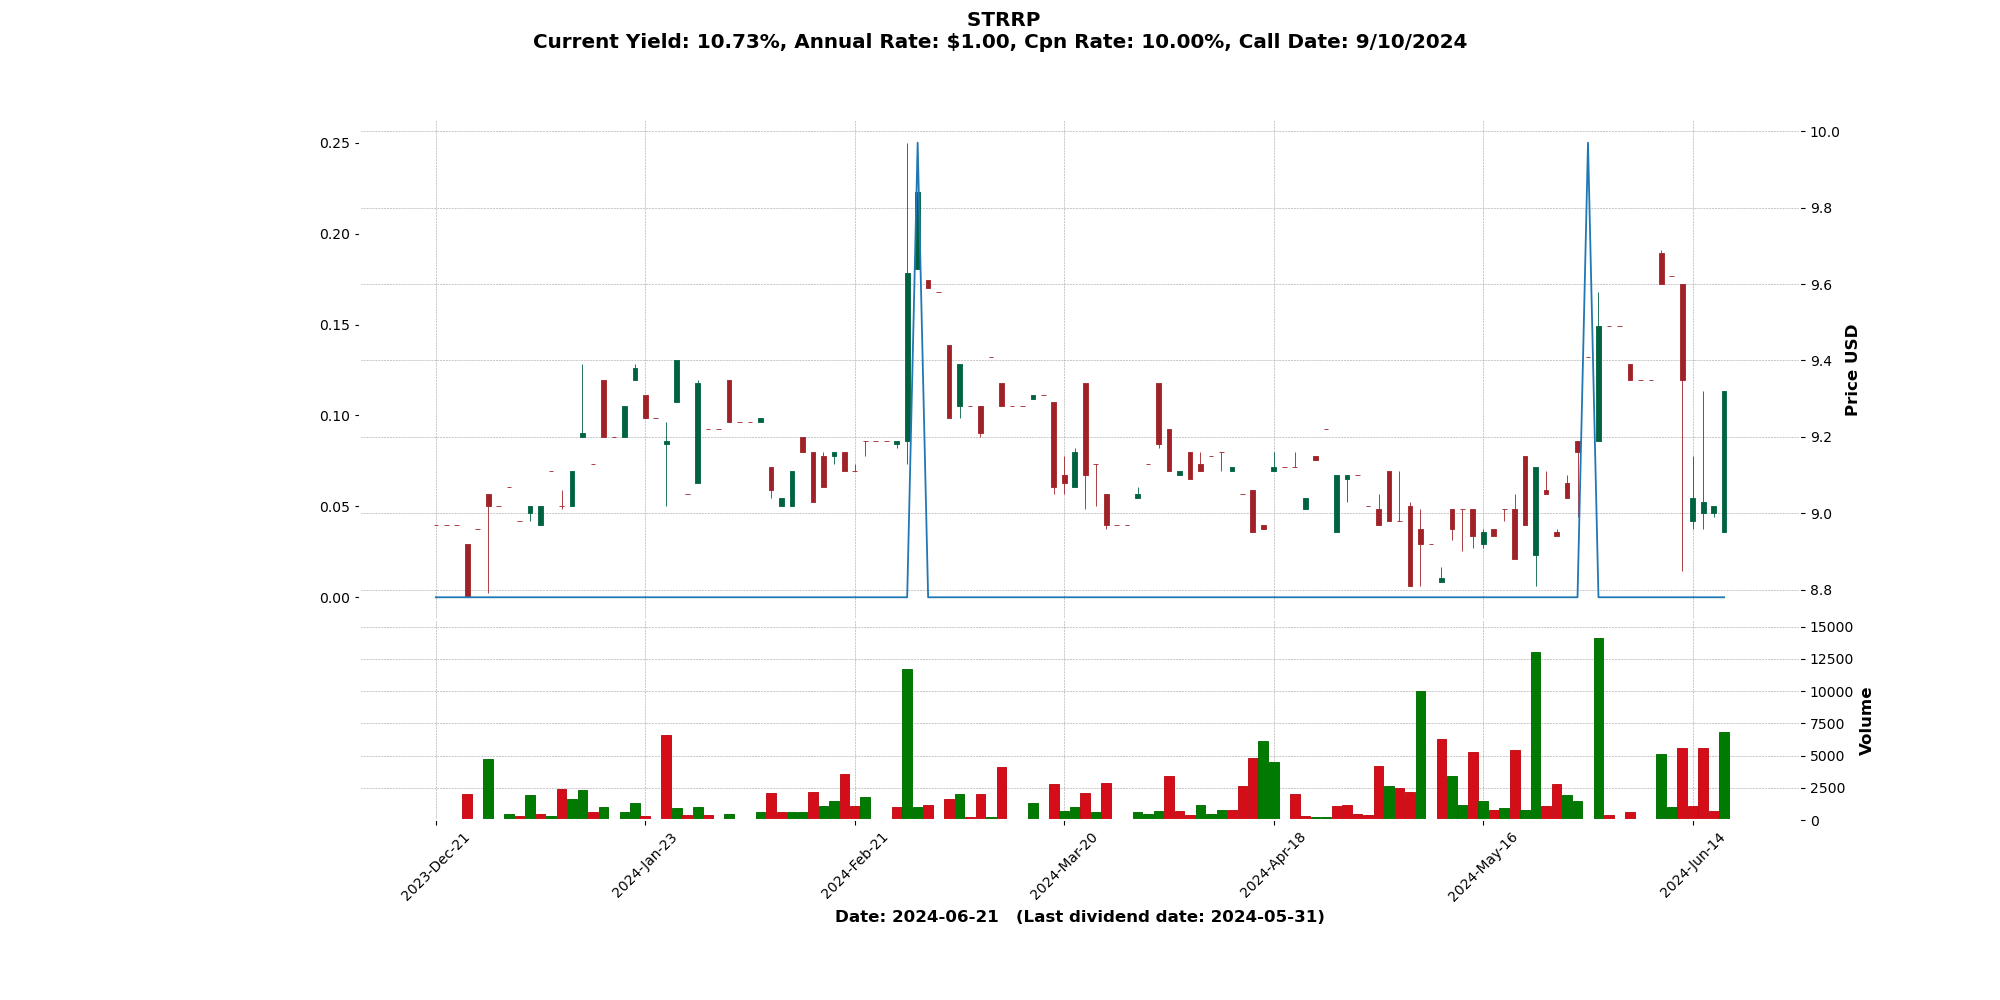 STRRP
Current Yield: 10.73%, Annual Rate: $1.00, Cpn Rate: 10.00%, Call Date: 9/10/2024
0.25
0.20
0.15
0.10
0.05
0.00
10.0
9.8
9.6
9.4
9.2
9.0
8.8
Price USD
15000
12500
10000
7500
5000
2500
0
Volume
2023-Dec-21
2024-Jan-23
2024-Feb-21
2024-Mar-20
2024-Apr-18
2024-May-16
2024-Jun-14
Date: 2024-06-21 (Last dividend date: 2024-05-31)